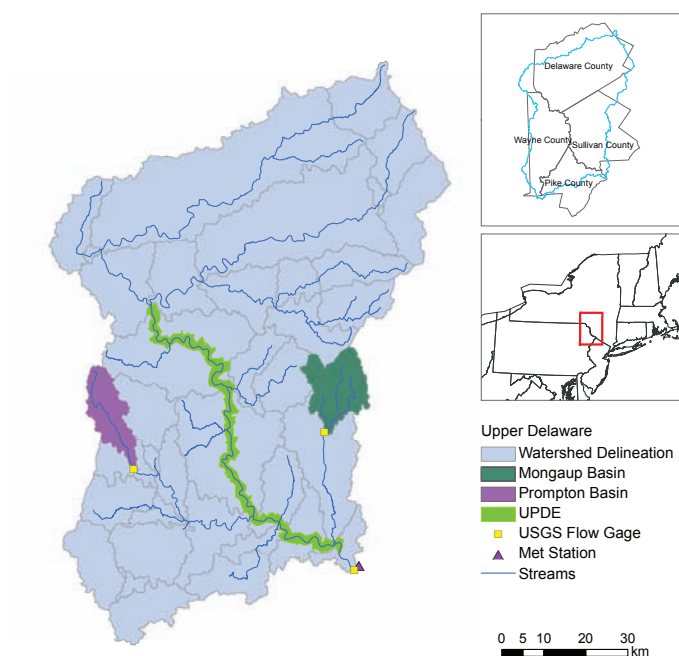 Delaware County
Wayne County
Sullivan County
Pike County
Upper Delaware
Watershed Delineation
Mongaup Basin
Prompton Basin
UPDE
USGS Flow Gage
Met Station
Streams
0 5 10 20 30
km